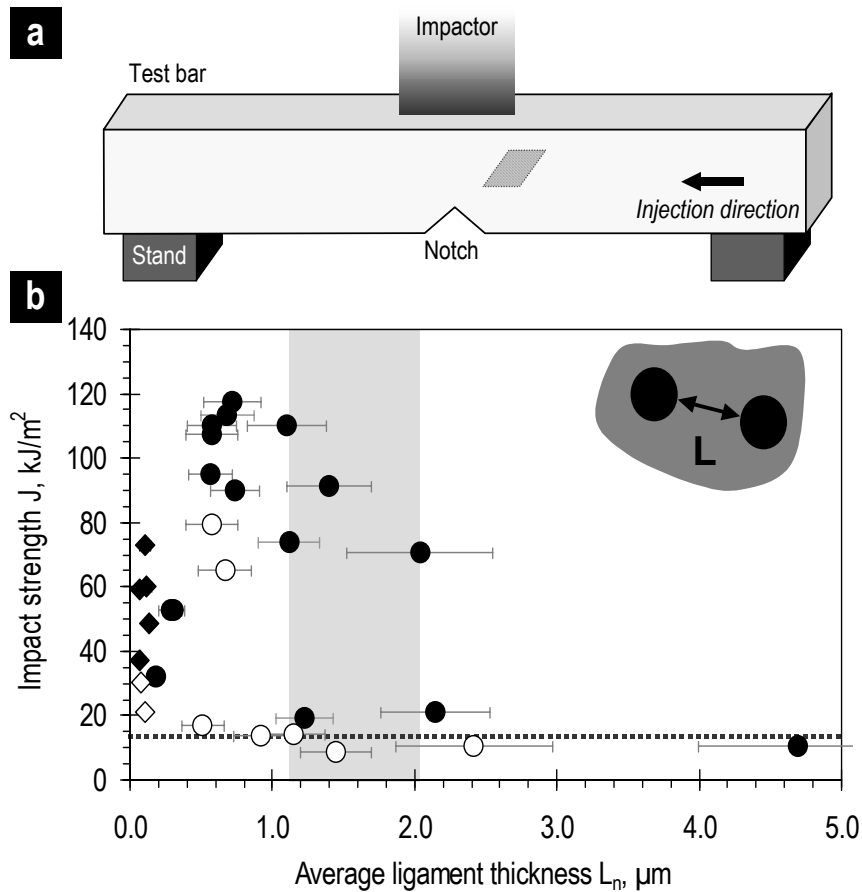 a
Impactor
Test bar
Injection direction
Notch
Stand
b
Impact strength J, kJ/m²
140
120
100
80
60
40
20
0
L
0.0 1.0 2.0 3.0 4.0 5.0
Average ligament thickness Lₙ, µm